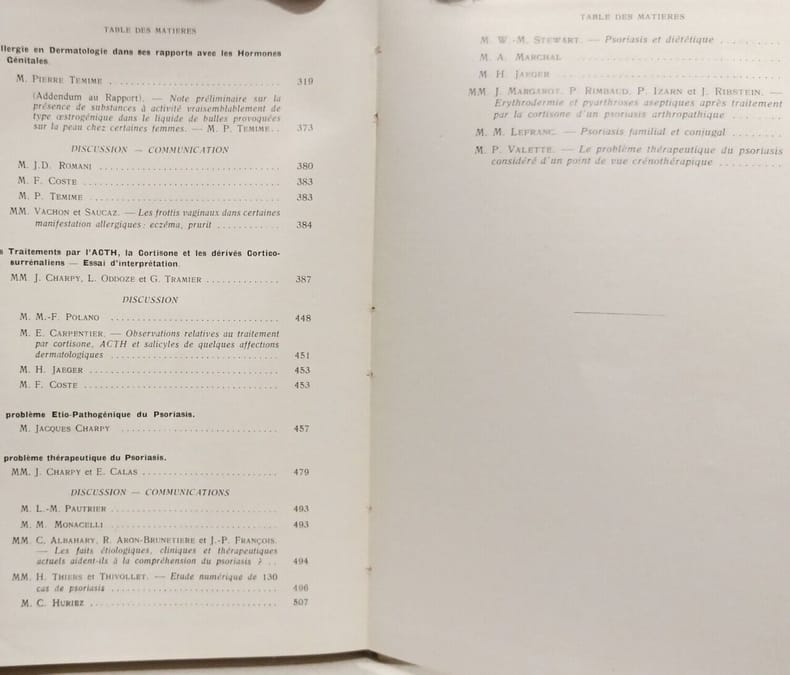 TABLE DES MATIERES
llergie en Dermatologie dans ses rapports avec les Hormones
Génitales.
M. PIERRE TEMIME 319
(Addendum au Rapport). — Note préliminaire sur la
présence de substances à activité vraisemblablement de
type œstrogénique dans le liquide de bulles provoquées
sur la peau chez certaines femmes. — M. P. TEMIME. . 373
DISCUSSION — COMMUNICATION
M. J.D. ROMANI 380
M. F. COSTE 383
M. P. TEMIME 383
MM. VACHON et SAUCAZ. — Les frottis vaginaux dans certaines
manifestation allergiques : eczéma, prurit 384
s Traitements par l'ACTH, la Cortisone et les dérivés Cortico-
surrénaliens — Essai d'interprétation.
MM. J. CHARPY, L. ODDOZE et G. TRAMIER 387
DISCUSSION
M. M.-F. POLANO 448
M. E. CARPENTIER. — Observations relatives au traitement
par cortisone, ACTH et salicyles de quelques affections
dermatologiques 451
M. H. JAEGER 453
M. F. COSTE 453
problème Etio-Pathogénique du Psoriasis.
M. JACQUES CHARPY 457
problème thérapeutique du Psoriasis.
MM. J. CHARPY et E. CALAS 479
DISCUSSION — COMMUNICATIONS
M. L.-M. PAUTRIER 493
M. M. MONACELLI 493
MM. C. ALBAHARY, R. ARON-BRUNETIERE et J.-P. FRANÇOIS.
— Les faits étiologiques, cliniques et thérapeutiques
actuels aident-ils à la compréhension du psoriasis ? . . 494
MM. H. THIERS et THIVOLLET. — Etude numérique de 130
cas de psoriasis 496
M. C. HURIEZ 507
TABLE DES MATIERES
M. W.-M. STEWART. — Psoriasis et diététique
M. A. MARCHAL
M. H. JAEGER
MM. J. MARGAROT, P. RIMBAUD, P. IZARN et J. RIBSTEIN. —
Erythrodermie et pyarthroses aseptiques après traitement
par la cortisone d'un psoriasis arthropathique
M. M. LEFRANC. — Psoriasis familial et conjugal
M. P. VALETTE. — Le problème thérapeutique du psoriasis
considéré d'un point de vue crénothérapique